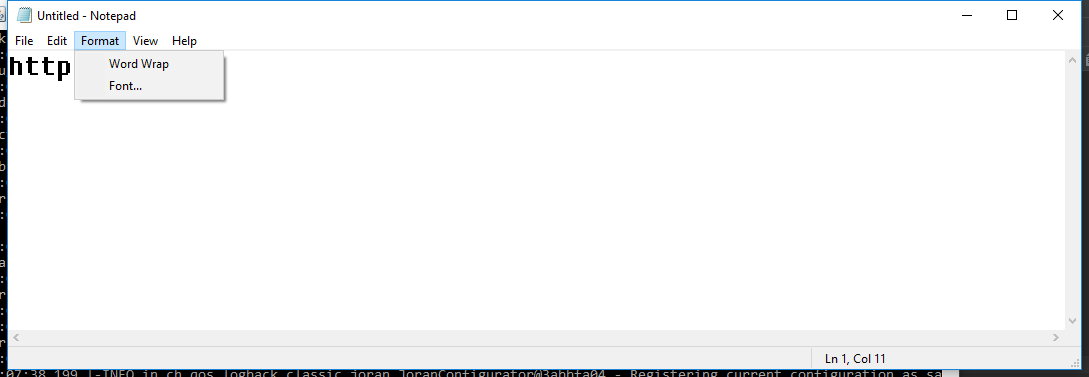 Untitled - Notepad
File Edit Format View Help
http
Word Wrap
Font...
Ln 1, Col 11
:07:38,199 |-INFO in ch.qos.logback.classic.joran.JoranConfigurator@3abbfa04 - Registering current configuration as sa